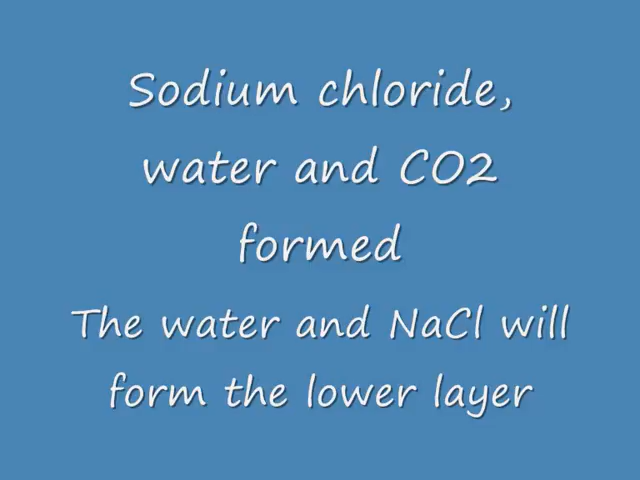 Sodium chloride,
water and CO2
formed
The water and NaCl will
form the lower layer